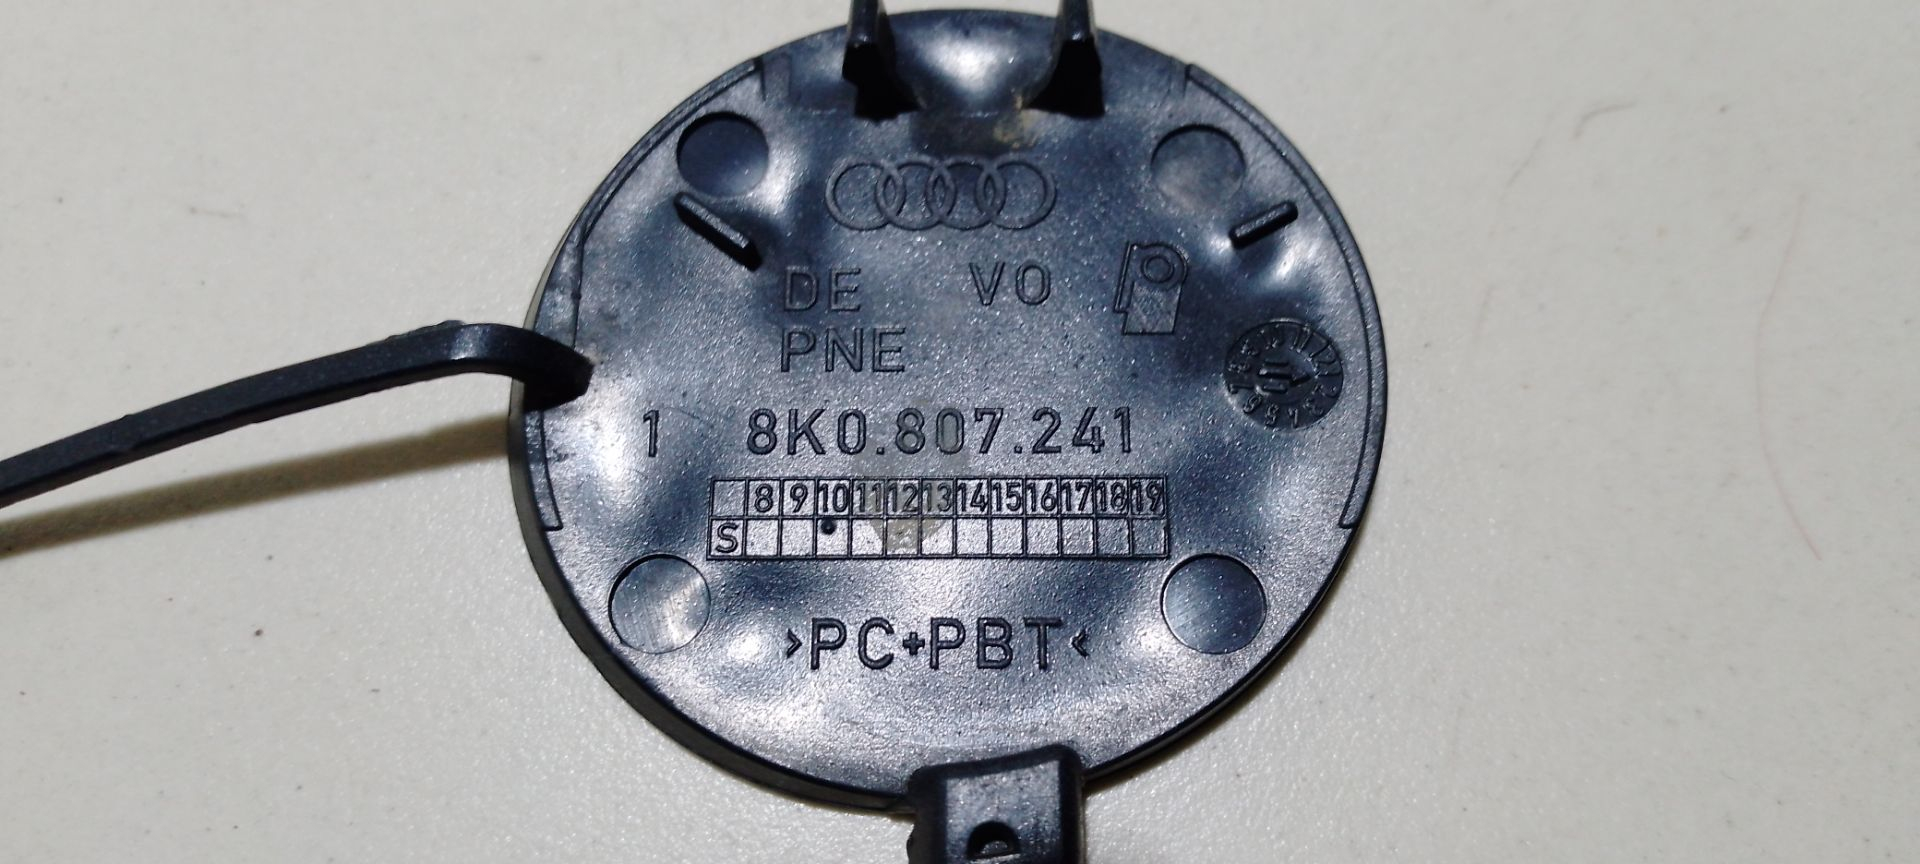 DE VO
PNE
1 8K0.807.241
8 9 10 11 12 13 14 15 16 17 18 19
S
>PC+PBT<